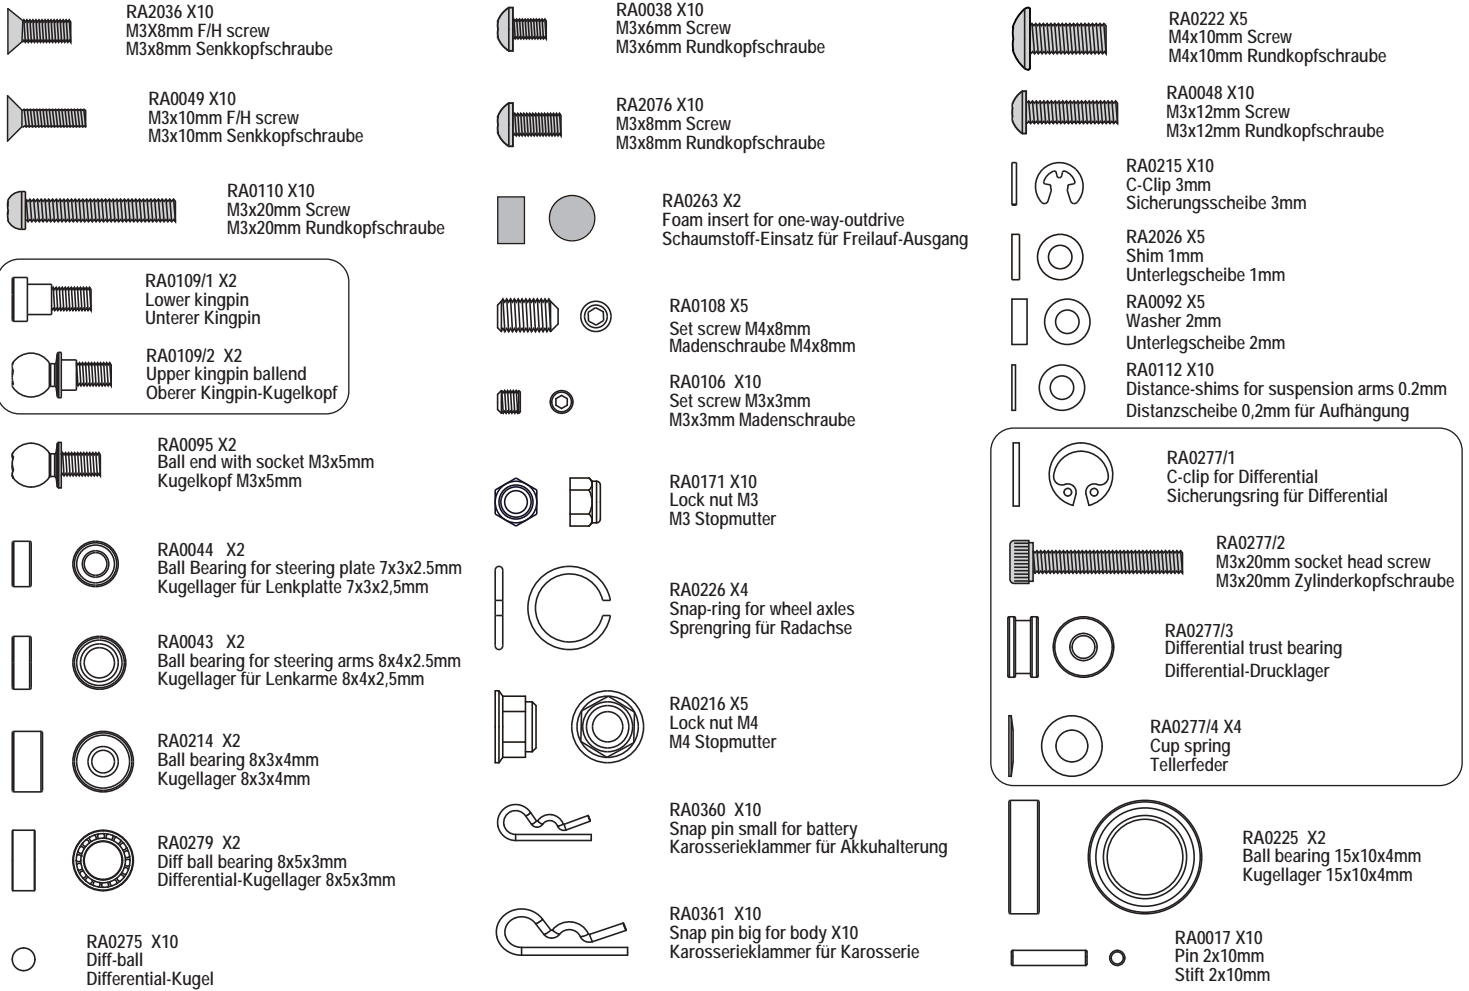 RA2036 X10
M3X8mm F/H screw
M3x8mm Senkkopfschraube
RA0049 X10
M3x10mm F/H screw
M3x10mm Senkkopfschraube
RA0110 X10
M3x20mm Screw
M3x20mm Rundkopfschraube
RA0109/1 X2
Lower kingpin
Unterer Kingpin
RA0109/2 X2
Upper kingpin ballend
Oberer Kingpin-Kugelkopf
RA0095 X2
Ball end with socket M3x5mm
Kugelkopf M3x5mm
RA0044 X2
Ball Bearing for steering plate 7x3x2.5mm
Kugellager für Lenkplatte 7x3x2,5mm
RA0043 X2
Ball bearing for steering arms 8x4x2.5mm
Kugellager für Lenkarme 8x4x2,5mm
RA0214 X2
Ball bearing 8x3x4mm
Kugellager 8x3x4mm
RA0279 X2
Diff ball bearing 8x5x3mm
Differential-Kugellager 8x5x3mm
RA0275 X10
Diff-ball
Differential-Kugel
RA0038 X10
M3x6mm Screw
M3x6mm Rundkopfschraube
RA2076 X10
M3x8mm Screw
M3x8mm Rundkopfschraube
RA0263 X2
Foam insert for one-way-outdrive
Schaumstoff-Einsatz für Freilauf-Ausgang
RA0108 X5
Set screw M4x8mm
Madenschraube M4x8mm
RA0106 X10
Set screw M3x3mm
M3x3mm Madenschraube
RA0171 X10
Lock nut M3
M3 Stopmutter
RA0226 X4
Snap-ring for wheel axles
Sprengring für Radachse
RA0216 X5
Lock nut M4
M4 Stopmutter
RA0360 X10
Snap pin small for battery
Karosserieklammer für Akkuhalterung
RA0361 X10
Snap pin big for body X10
Karosserieklammer für Karosserie
RA0222 X5
M4x10mm Screw
M4x10mm Rundkopfschraube
RA0048 X10
M3x12mm Screw
M3x12mm Rundkopfschraube
RA0215 X10
C-Clip 3mm
Sicherungsscheibe 3mm
RA2026 X5
Shim 1mm
Unterlegscheibe 1mm
RA0092 X5
Washer 2mm
Unterlegscheibe 2mm
RA0112 X10
Distance-shims for suspension arms 0.2mm
Distanzscheibe 0,2mm für Aufhängung
RA0277/1
C-clip for Differential
Sicherungsring für Differential
RA0277/2
M3x20mm socket head screw
M3x20mm Zylinderkopfschraube
RA0277/3
Differential trust bearing
Differential-Drucklager
RA0277/4 X4
Cup spring
Tellerfeder
RA0225 X2
Ball bearing 15x10x4mm
Kugellager 15x10x4mm
RA0017 X10
Pin 2x10mm
Stift 2x10mm